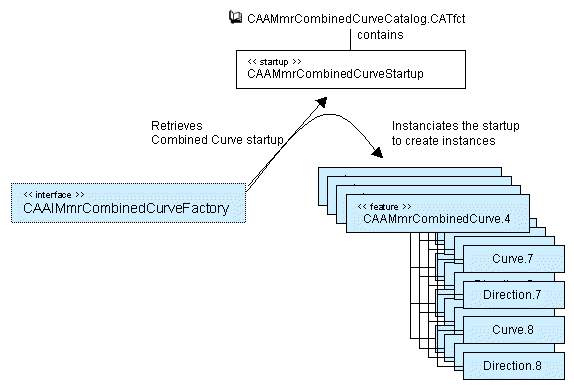 CAAMmrCombinedCurveCatalog.CATfct
contains
<< startup >>
CAAMmrCombinedCurveStartup
Retrieves
Combined Curve startup
Instanciates the startup
to create instances
<< interface >>
CAAIMmrCombinedCurveFactory
<< feature >>
CAAMmrCombinedCurve.4
Curve.7
Direction.7
Curve.8
Direction.8